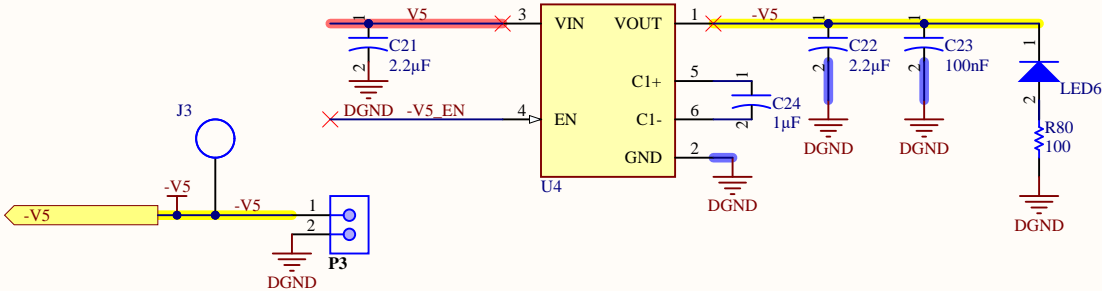 V5
-V5
1
3
VIN
VOUT
1
1
1
1
C21
2.2µF
2
C22
2.2µF
2
C23
100nF
2
LED6
2
5
C1+
1
C24
1µF
2
C1-
6
DGND
-V5_EN
4
EN
R80
100
DGND
DGND
GND
2
U4
DGND
DGND
J3
-V5
-V5
-V5
1
2
P3
DGND